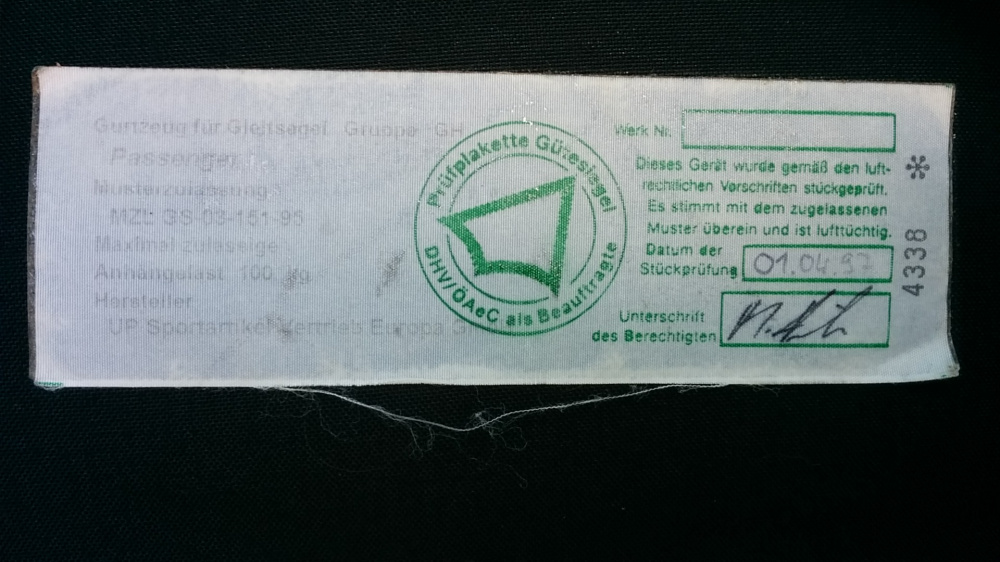 Gurtzeug für Gleitsegel Gruppe GH
Passenger
Musterzulassung
MZL GS 03-151-95
Maximal zulässige
Anhängelast 100 kg
Hersteller
UP Sportartikel Vertrieb Europa
Prüfplakette Gütesiegel
DHV/ÖAeC als Beauftragte
Werk Nr.
Dieses Gerät wurde gemäß den luft-
rechtlichen Vorschriften stückgeprüft.
Es stimmt mit dem zugelassenen
Muster überein und ist lufttüchtig.
Datum der
Stückprüfung 01.04.97
Unterschrift
des Berechtigten
4338 *